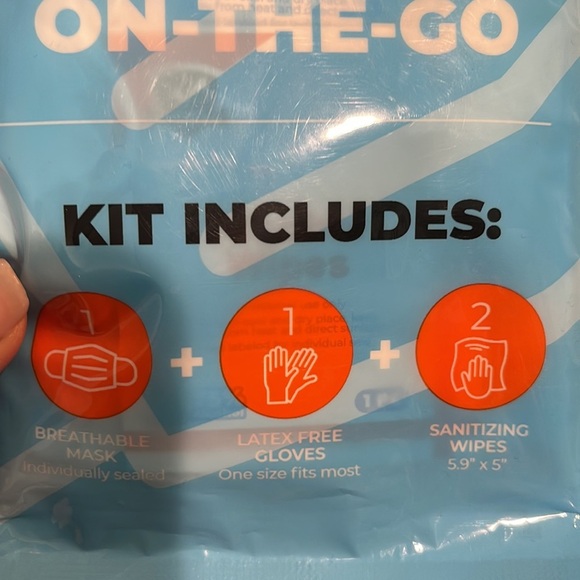 ON-THE-GO
KIT INCLUDES:
1
BREATHABLE
MASK
individually sealed
+
1
LATEX FREE
GLOVES
One size fits most
+
2
SANITIZING
WIPES
5.9" x 5"